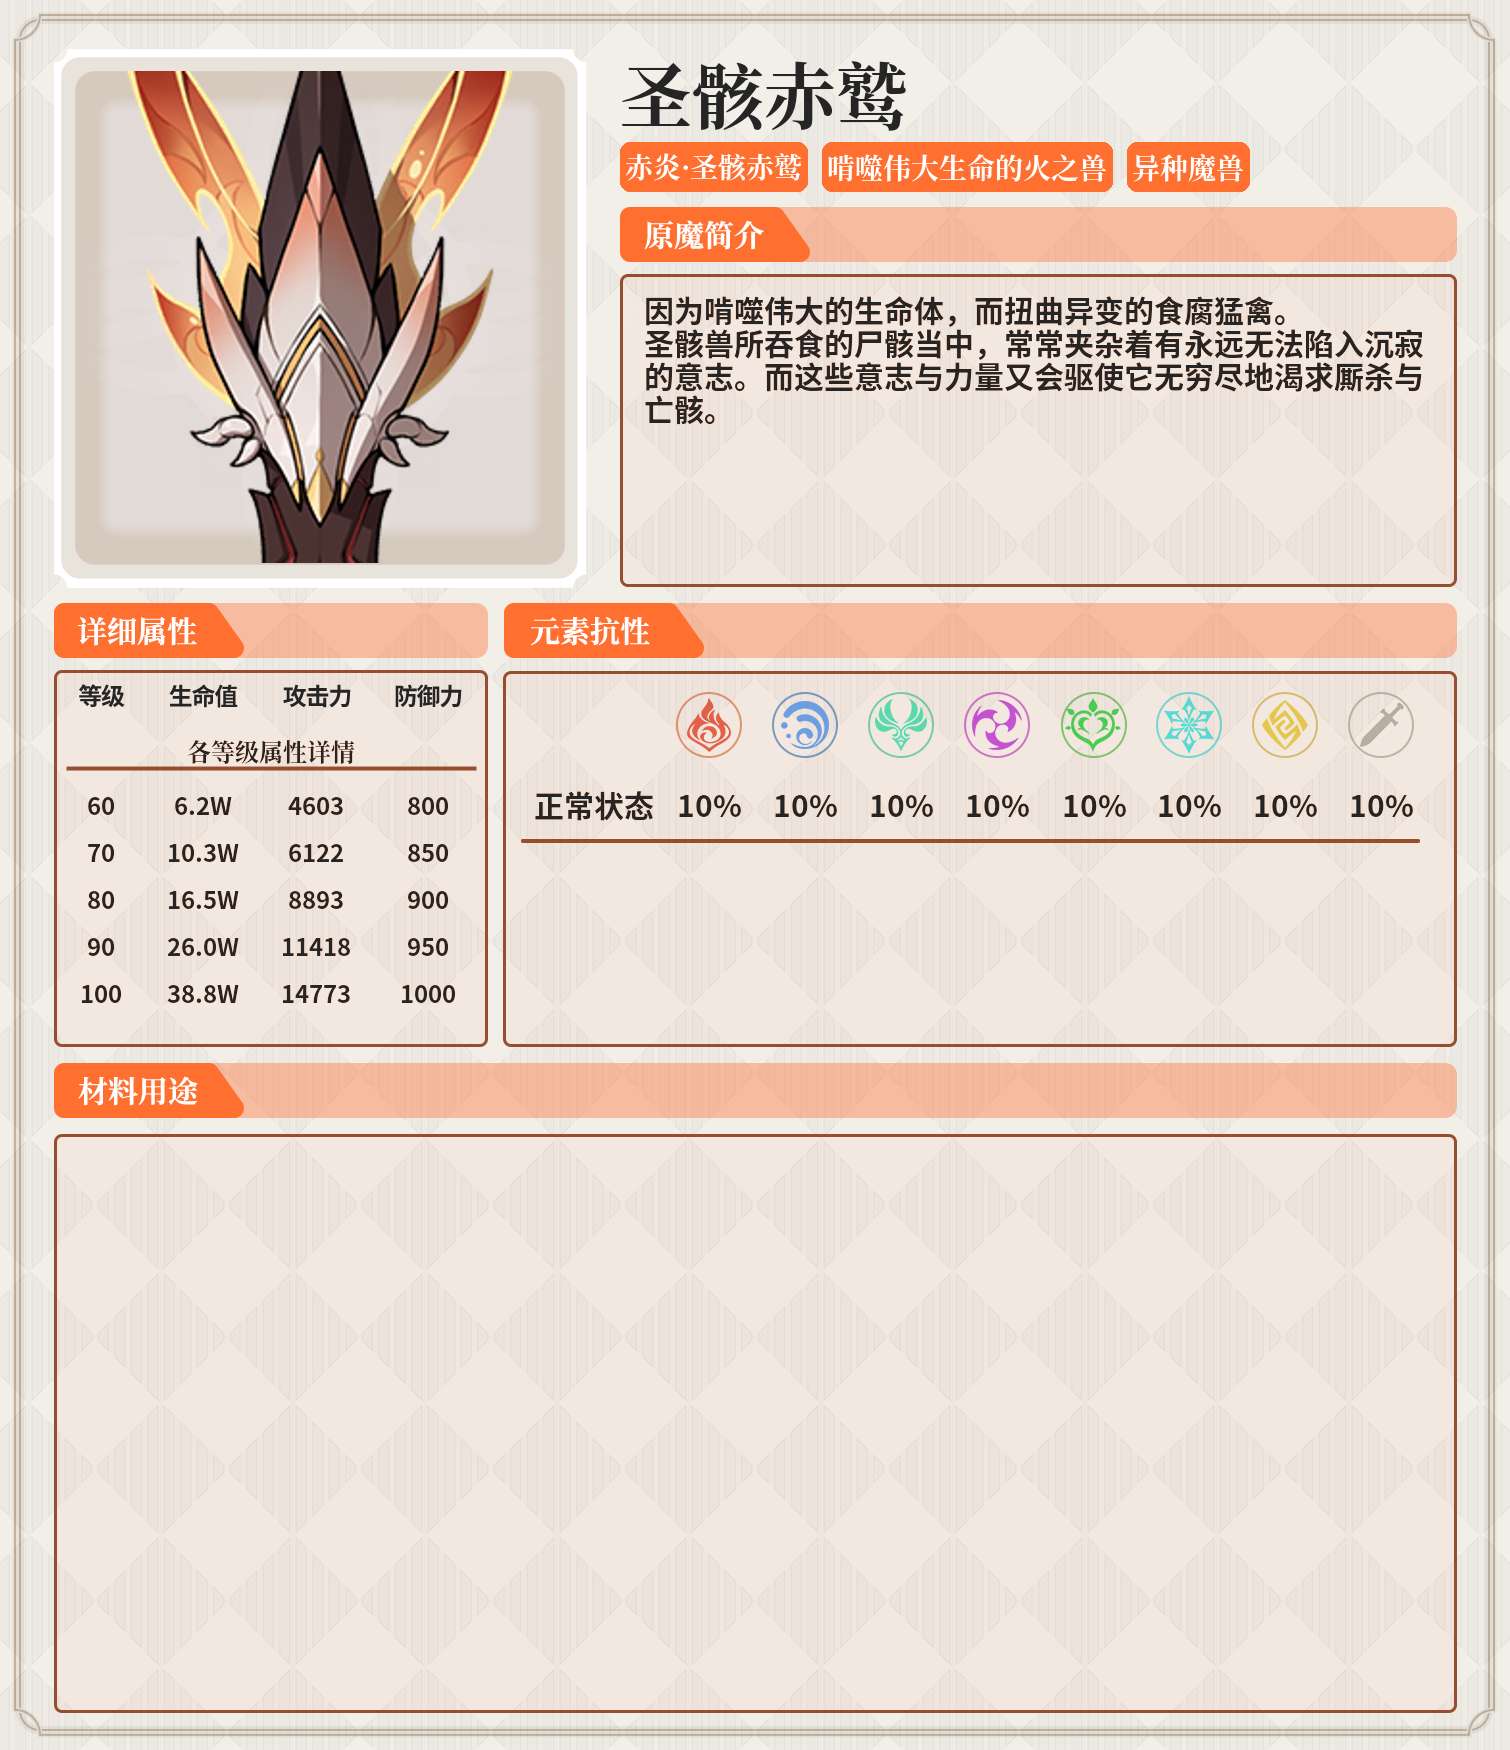 圣骸赤鹫
赤炎·圣骸赤鹫 啃噬伟大生命的火之兽 异种魔兽
原魔简介
因为啃噬伟大的生命体，而扭曲异变的食腐猛禽。
圣骸兽所吞食的尸骸当中，常常夹杂着有永远无法陷入沉寂
的意志。而这些意志与力量又会驱使它无穷尽地渴求厮杀与
亡骸。
详细属性
等级 生命值 攻击力 防御力
各等级属性详情
60 6.2W 4603 800
70 10.3W 6122 850
80 16.5W 8893 900
90 26.0W 11418 950
100 38.8W 14773 1000
元素抗性
正常状态 10% 10% 10% 10% 10% 10% 10% 10%
材料用途